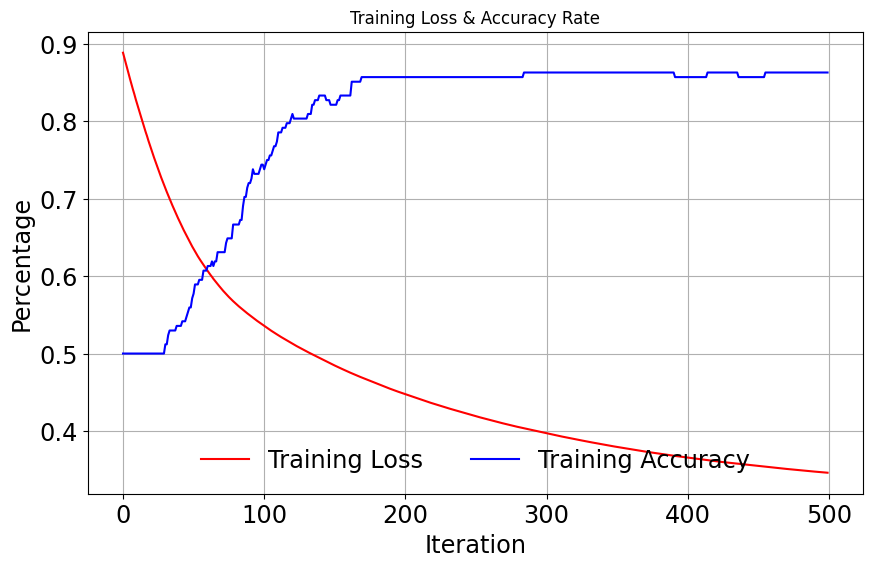 Training Loss & Accuracy Rate
0.9
0.8
0.7
0.6
0.5
0.4
Percentage
Training Loss
Training Accuracy
0 100 200 300 400 500
Iteration